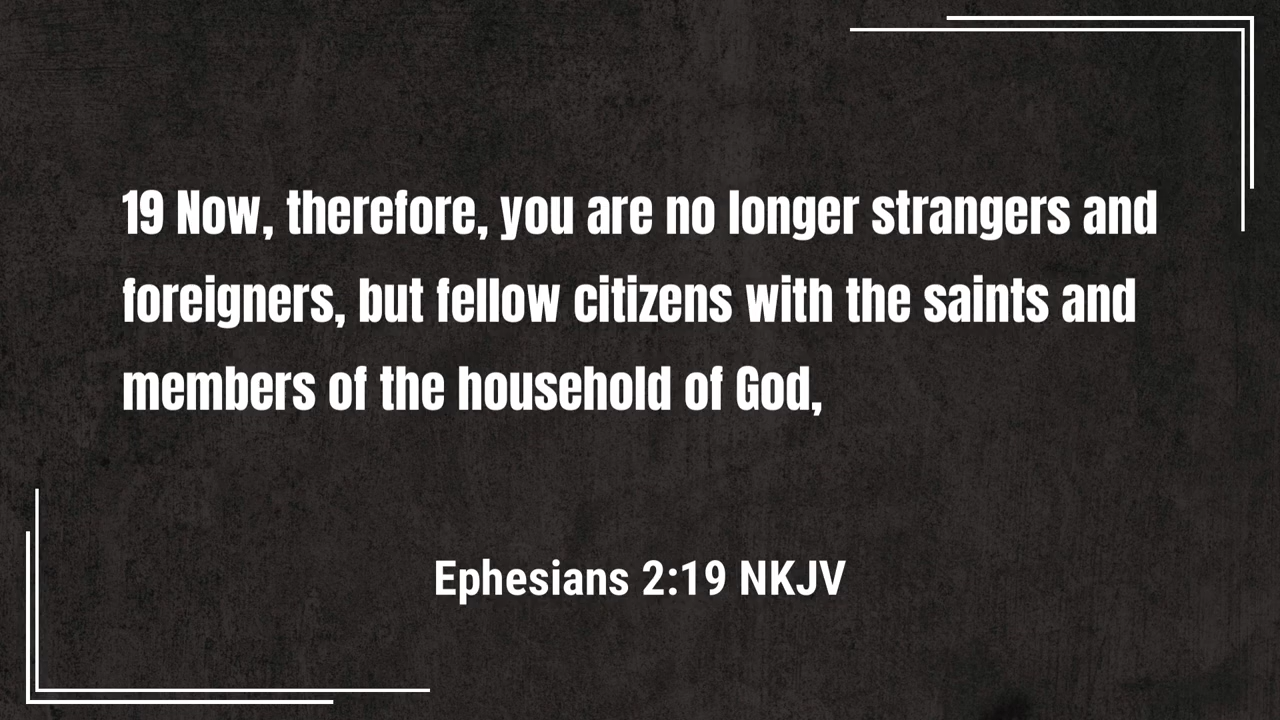 19 Now, therefore, you are no longer strangers and
foreigners, but fellow citizens with the saints and
members of the household of God,
Ephesians 2:19 NKJV